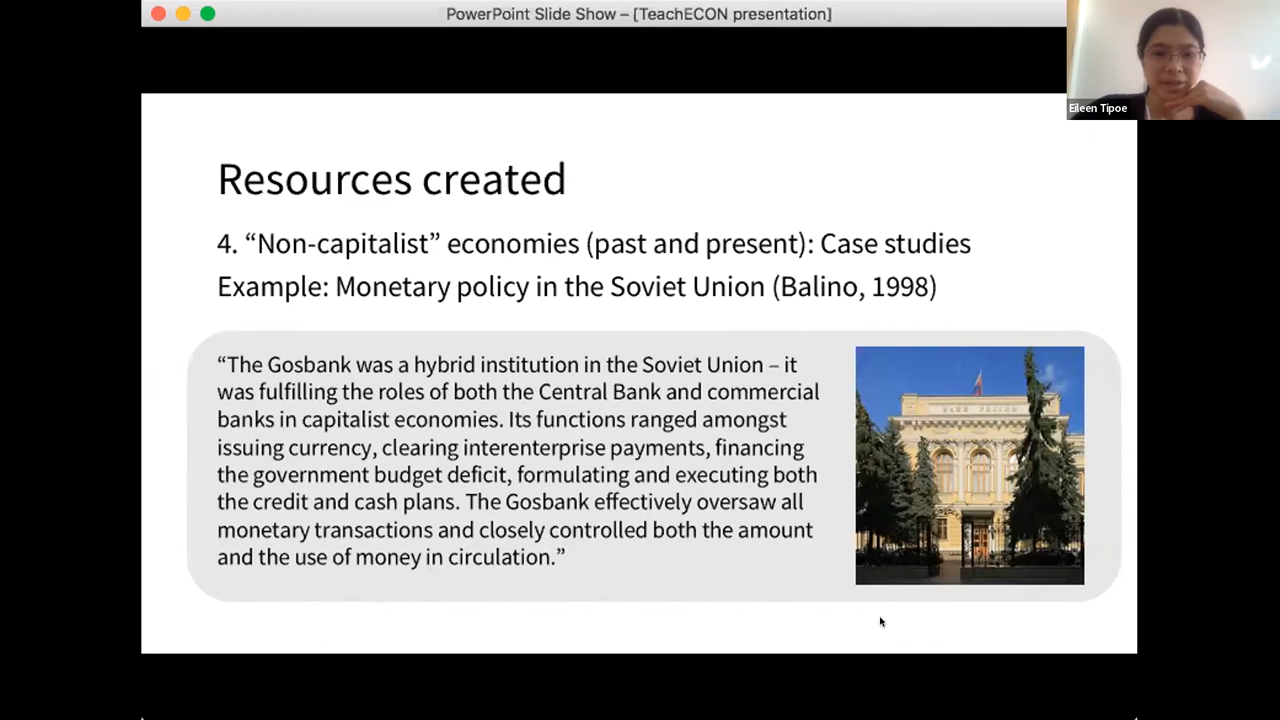 PowerPoint Slide Show – [TeachECON presentation]
Eileen Tipoe
Resources created
4. “Non-capitalist” economies (past and present): Case studies
Example: Monetary policy in the Soviet Union (Balino, 1998)
“The Gosbank was a hybrid institution in the Soviet Union – it
was fulfilling the roles of both the Central Bank and commercial
banks in capitalist economies. Its functions ranged amongst
issuing currency, clearing interenterprise payments, financing
the government budget deficit, formulating and executing both
the credit and cash plans. The Gosbank effectively oversaw all
monetary transactions and closely controlled both the amount
and the use of money in circulation.”
БАНК РОССИИ